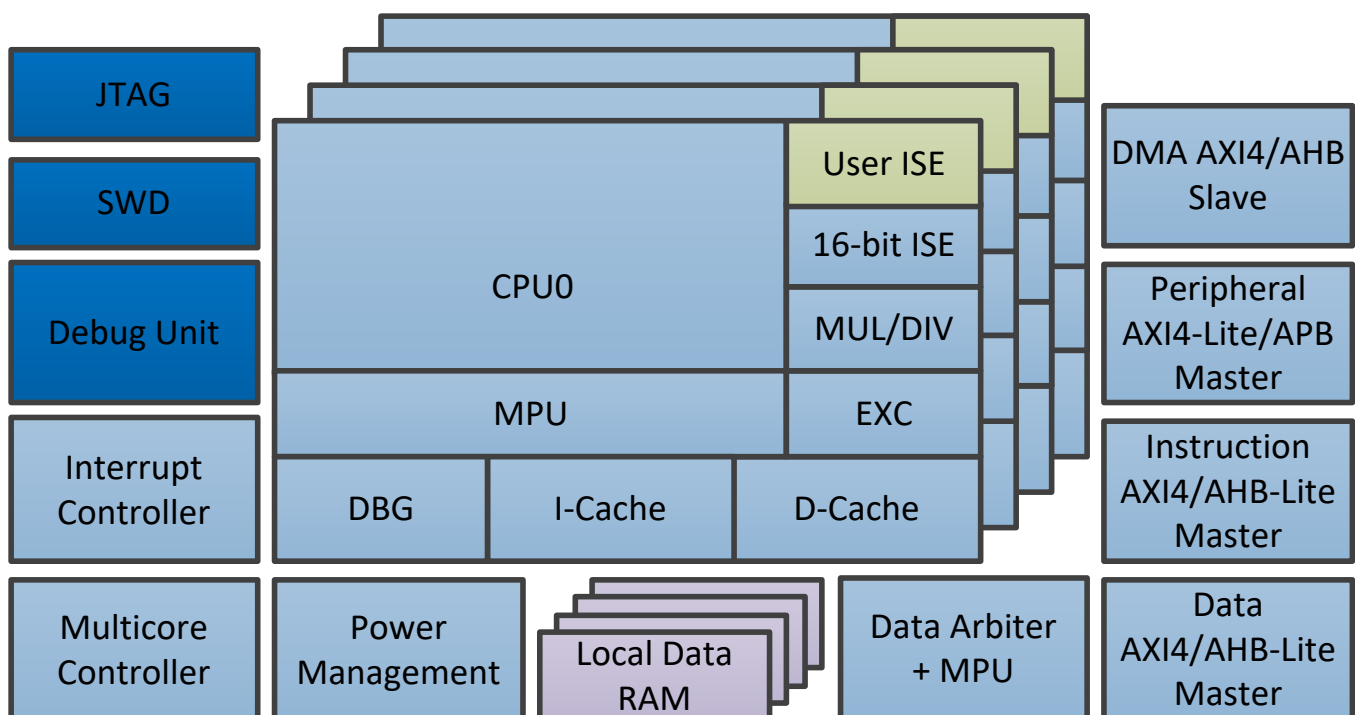 JTAG
SWD
Debug Unit
Interrupt
Controller
Multicore
Controller
CPU0
User ISE
16-bit ISE
MUL/DIV
MPU
EXC
DBG
I-Cache
D-Cache
Power
Management
Local Data
RAM
Data Arbiter
+ MPU
DMA AXI4/AHB
Slave
Peripheral
AXI4-Lite/APB
Master
Instruction
AXI4/AHB-Lite
Master
Data
AXI4/AHB-Lite
Master